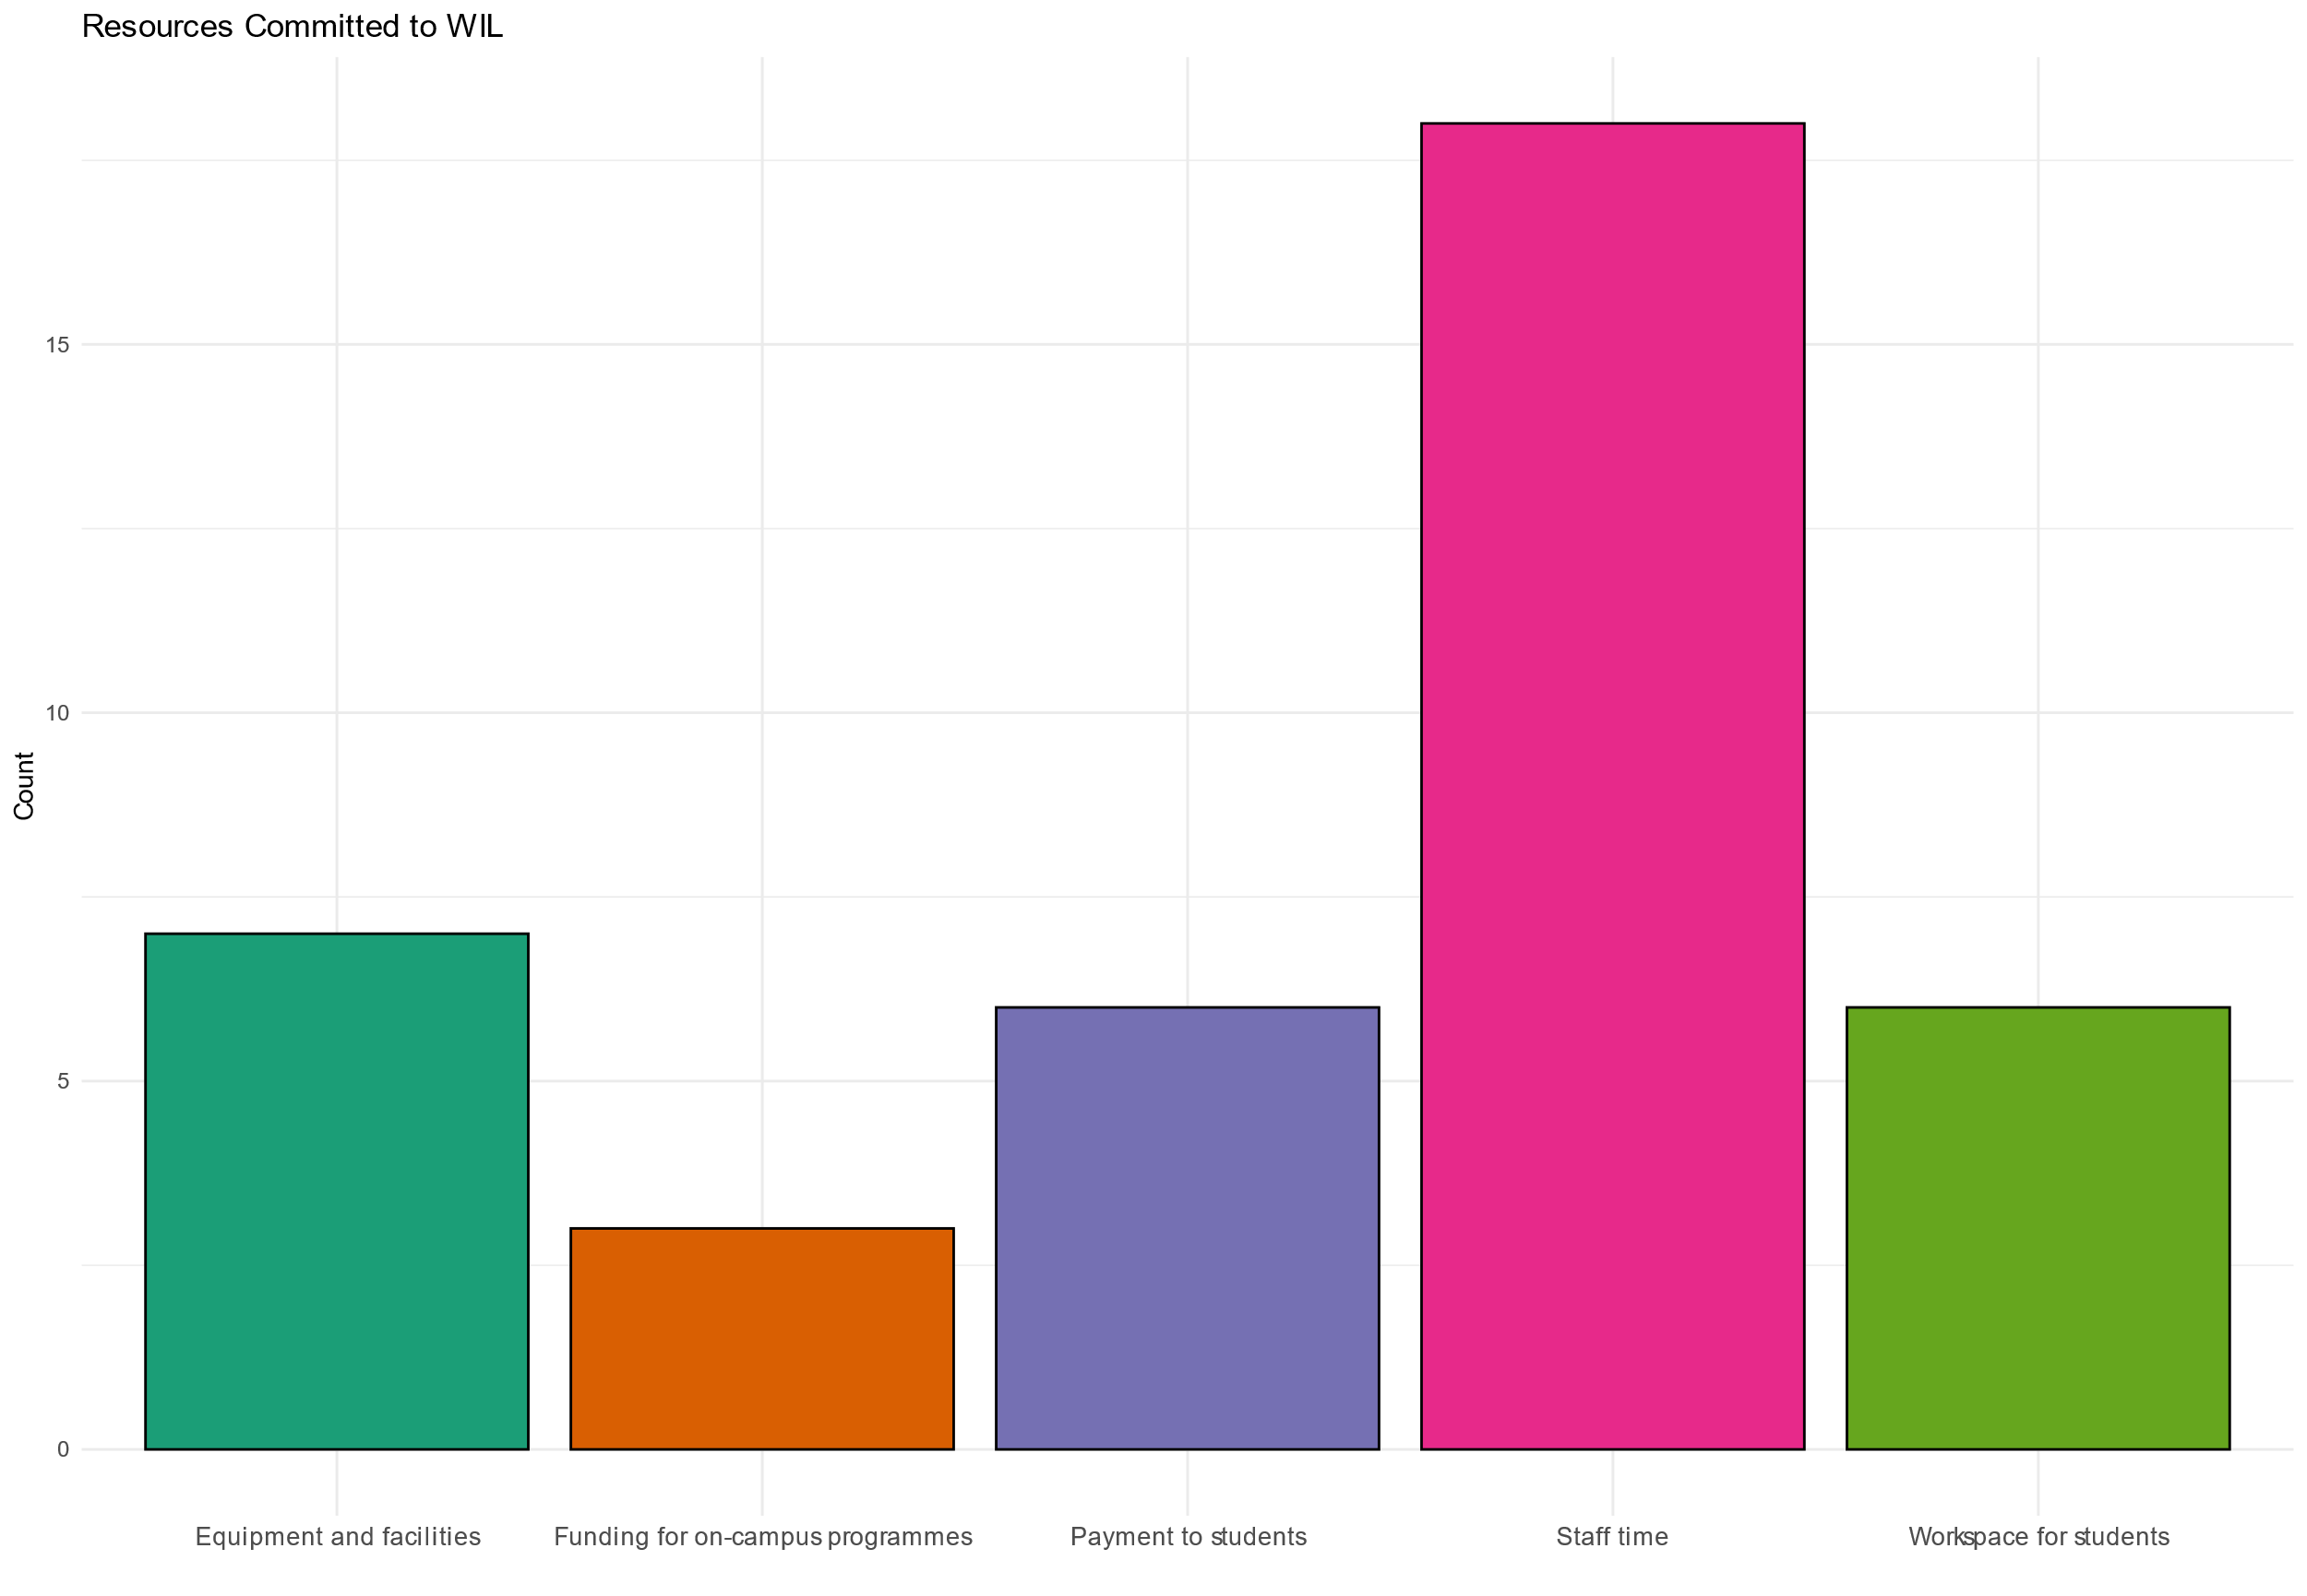 Resources Committed to WIL
15
10
5
0
Count
Equipment and facilities
Funding for on-campus programmes
Payment to students
Staff time
Workspace for students